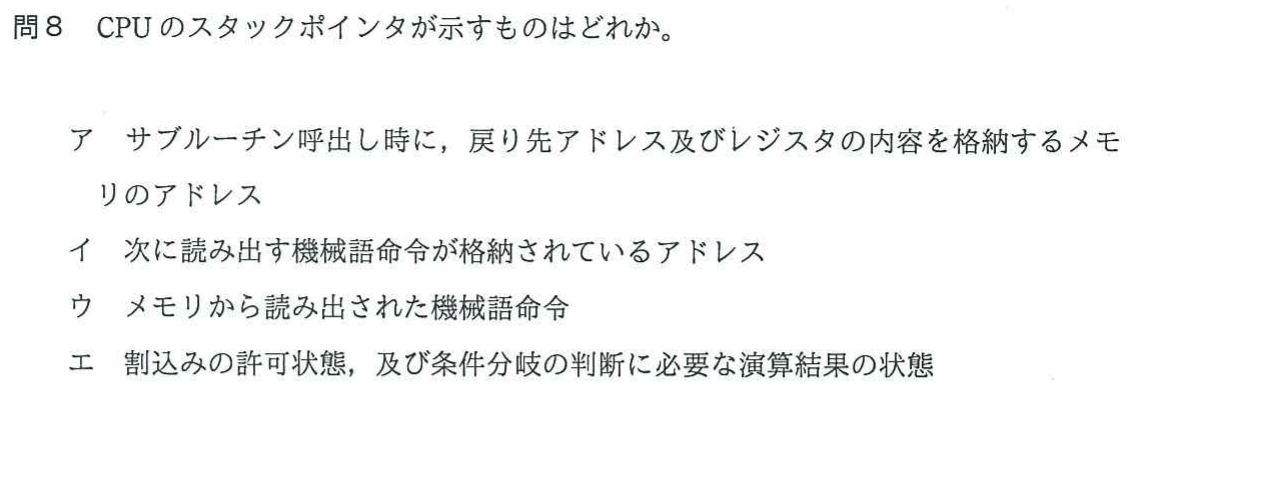 問8 CPUのスタックポインタが示すものはどれか。
ア サブルーチン呼出し時に，戻り先アドレス及びレジスタの内容を格納するメモ
リのアドレス
イ 次に読み出す機械語命令が格納されているアドレス
ウ メモリから読み出された機械語命令
エ 割込みの許可状態，及び条件分岐の判断に必要な演算結果の状態